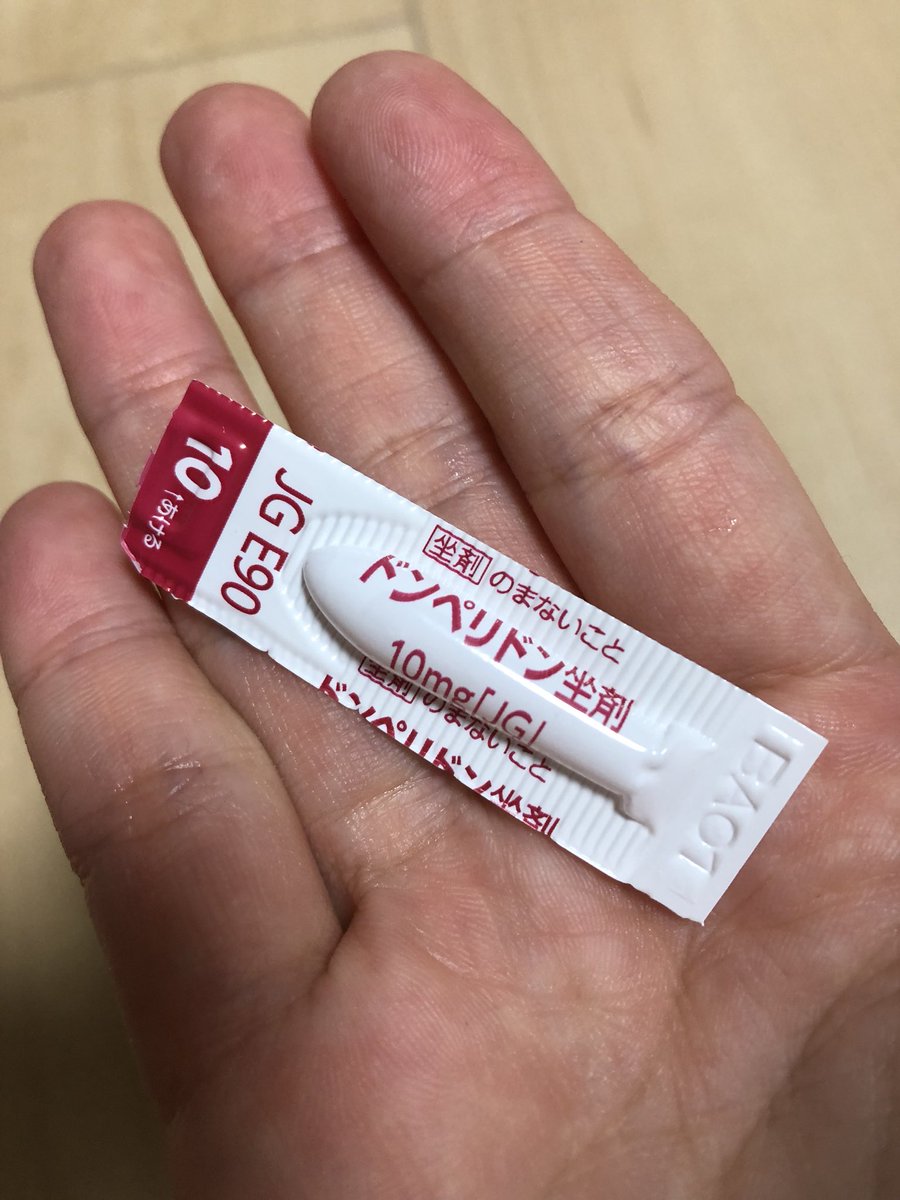 10
↑あける
JG E90
坐剤 のまないこと
ドンペリドン坐剤
10mg「JG」
坐剤 のまないこと
ドンペリドン坐剤